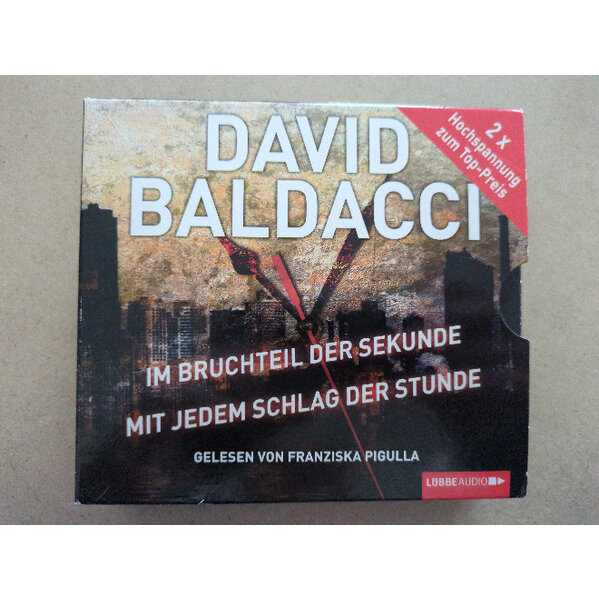 DAVID
BALDACCI
2 x
Hochspannung
zum Top-Preis
IM BRUCHTEIL DER SEKUNDE
MIT JEDEM SCHLAG DER STUNDE
GELESEN VON FRANZISKA PIGULLA
LÜBBE AUDIO